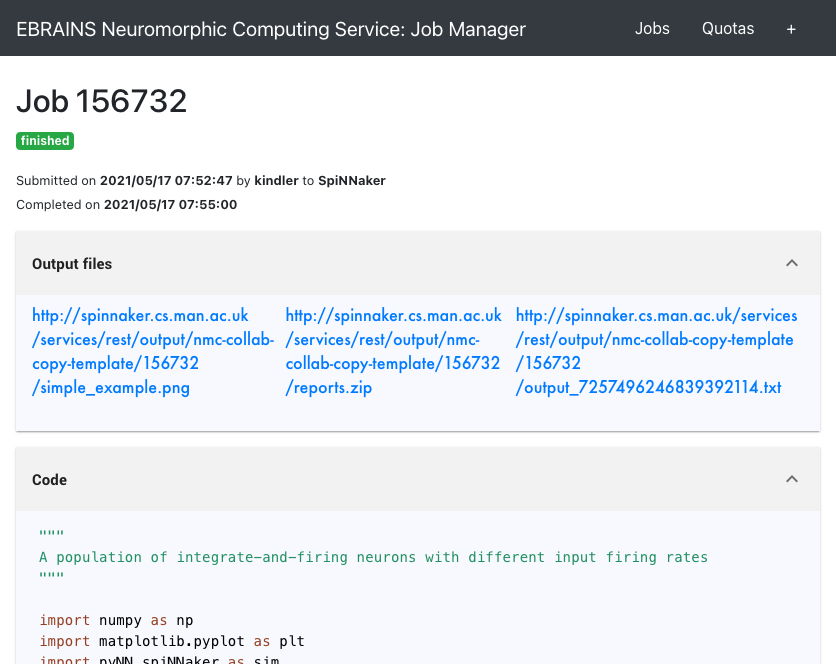 EBRAINS Neuromorphic Computing Service: Job Manager Jobs Quotas +
Job 156732
finished
Submitted on 2021/05/17 07:52:47 by kindler to SpiNNaker
Completed on 2021/05/17 07:55:00
Output files
http://spinnaker.cs.man.ac.uk
/services/rest/output/nmc-collab-
copy-template/156732
/simple_example.png
http://spinnaker.cs.man.ac.uk
/services/rest/output/nmc-
collab-copy-template/156732
/reports.zip
http://spinnaker.cs.man.ac.uk/services
/rest/output/nmc-collab-copy-template
/156732
/output_7257496246839392114.txt
Code
"""
A population of integrate-and-firing neurons with different input firing rates
"""
import numpy as np
import matplotlib.pyplot as plt
import pyNN.spiNNaker as sim